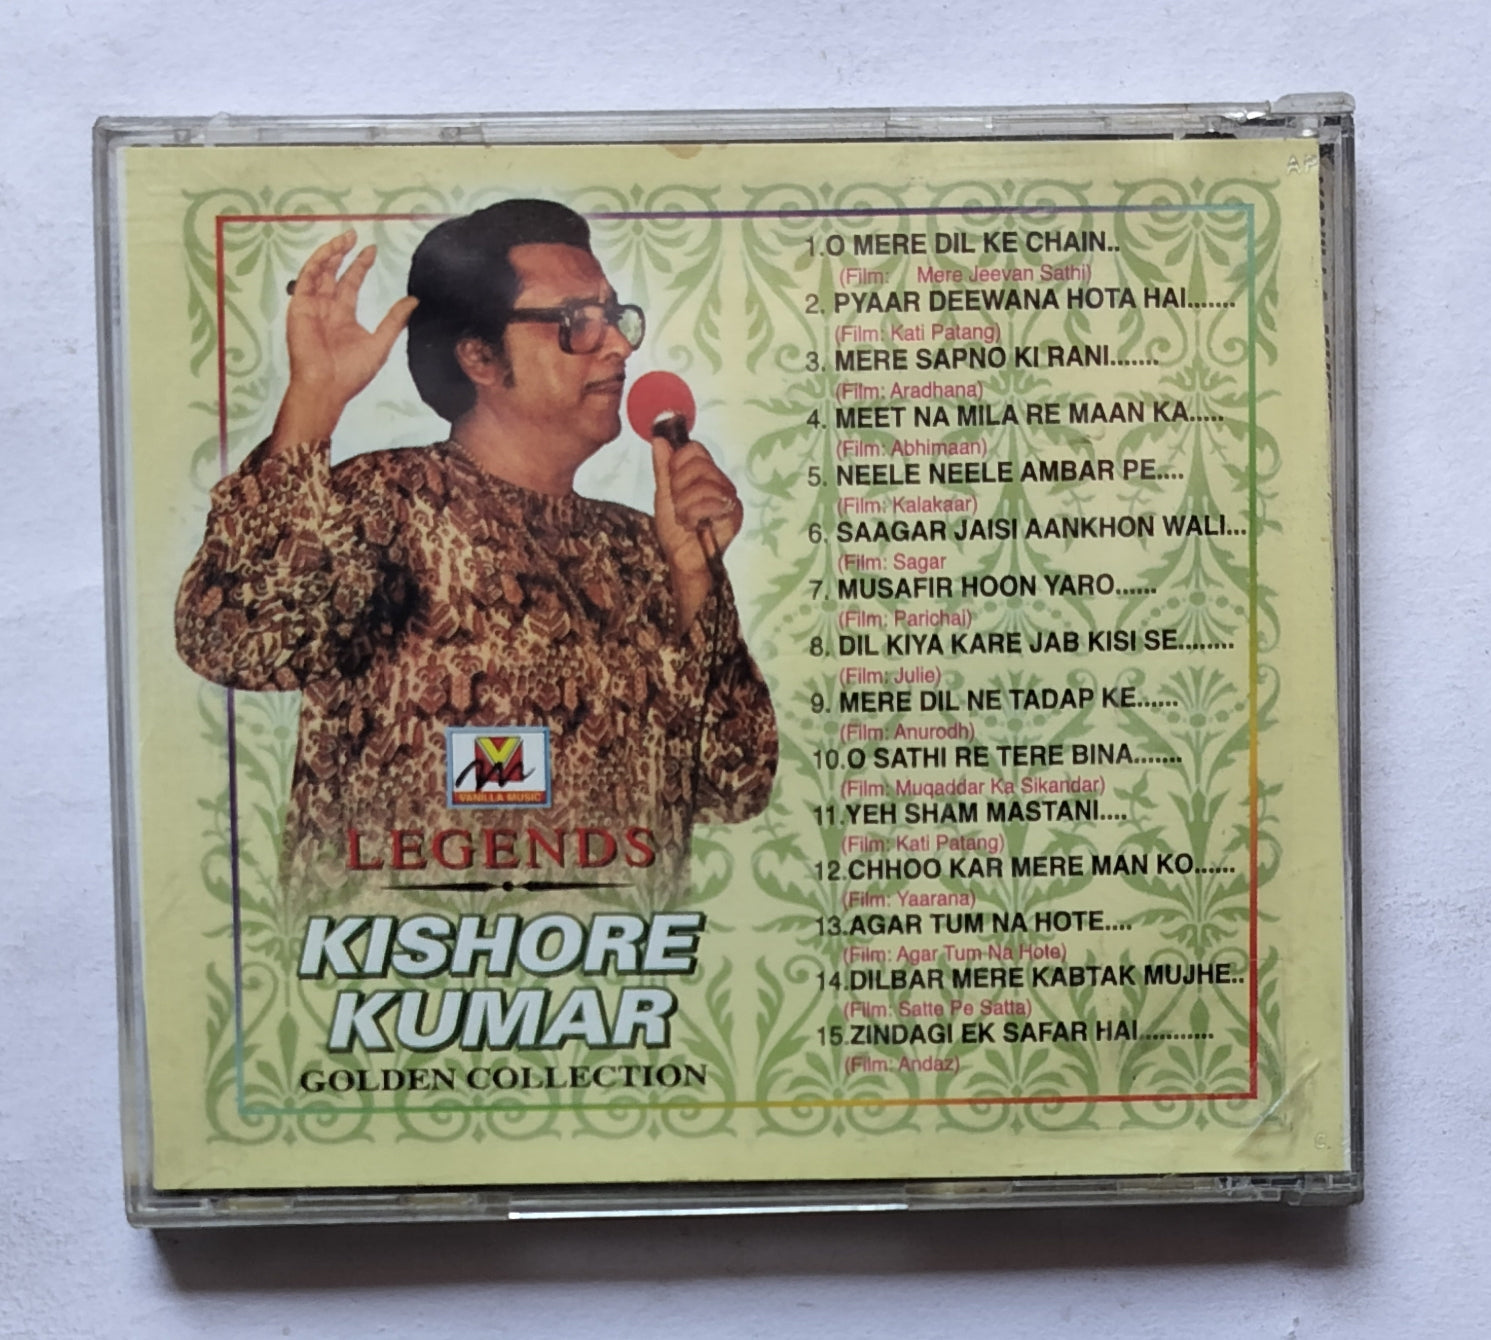 1.O MERE DIL KE CHAIN..
(Film: Mere Jeevan Sathi)
2. PYAAR DEEWANA HOTA HAI.......
(Film: Kati Patang)
3. MERE SAPNO KI RANI.......
(Film: Aradhana)
4. MEET NA MILA RE MAAN KA.....
(Film: Abhimaan)
5. NEELE NEELE AMBAR PE....
(Film: Kalakaar)
6. SAAGAR JAISI AANKHON WALI...
(Film: Sagar
7. MUSAFIR HOON YARO......
(Film: Parichai)
8. DIL KIYA KARE JAB KISI SE........
(Film: Julie)
9. MERE DIL NE TADAP KE......
(Film: Anurodh)
10.O SATHI RE TERE BINA.......
(Film: Muqaddar Ka Sikandar)
11.YEH SHAM MASTANI....
(Film: Kati Patang)
12.CHHOO KAR MERE MAN KO......
(Film: Yaarana)
13.AGAR TUM NA HOTE....
(Film: Agar Tum Na Hote)
14.DILBAR MERE KABTAK MUJHE..
(Film: Satte Pe Satta)
15.ZINDAGI EK SAFAR HAI...........
(Film: Andaz)
VANILLA MUSIC
LEGENDS
KISHORE
KUMAR
GOLDEN COLLECTION